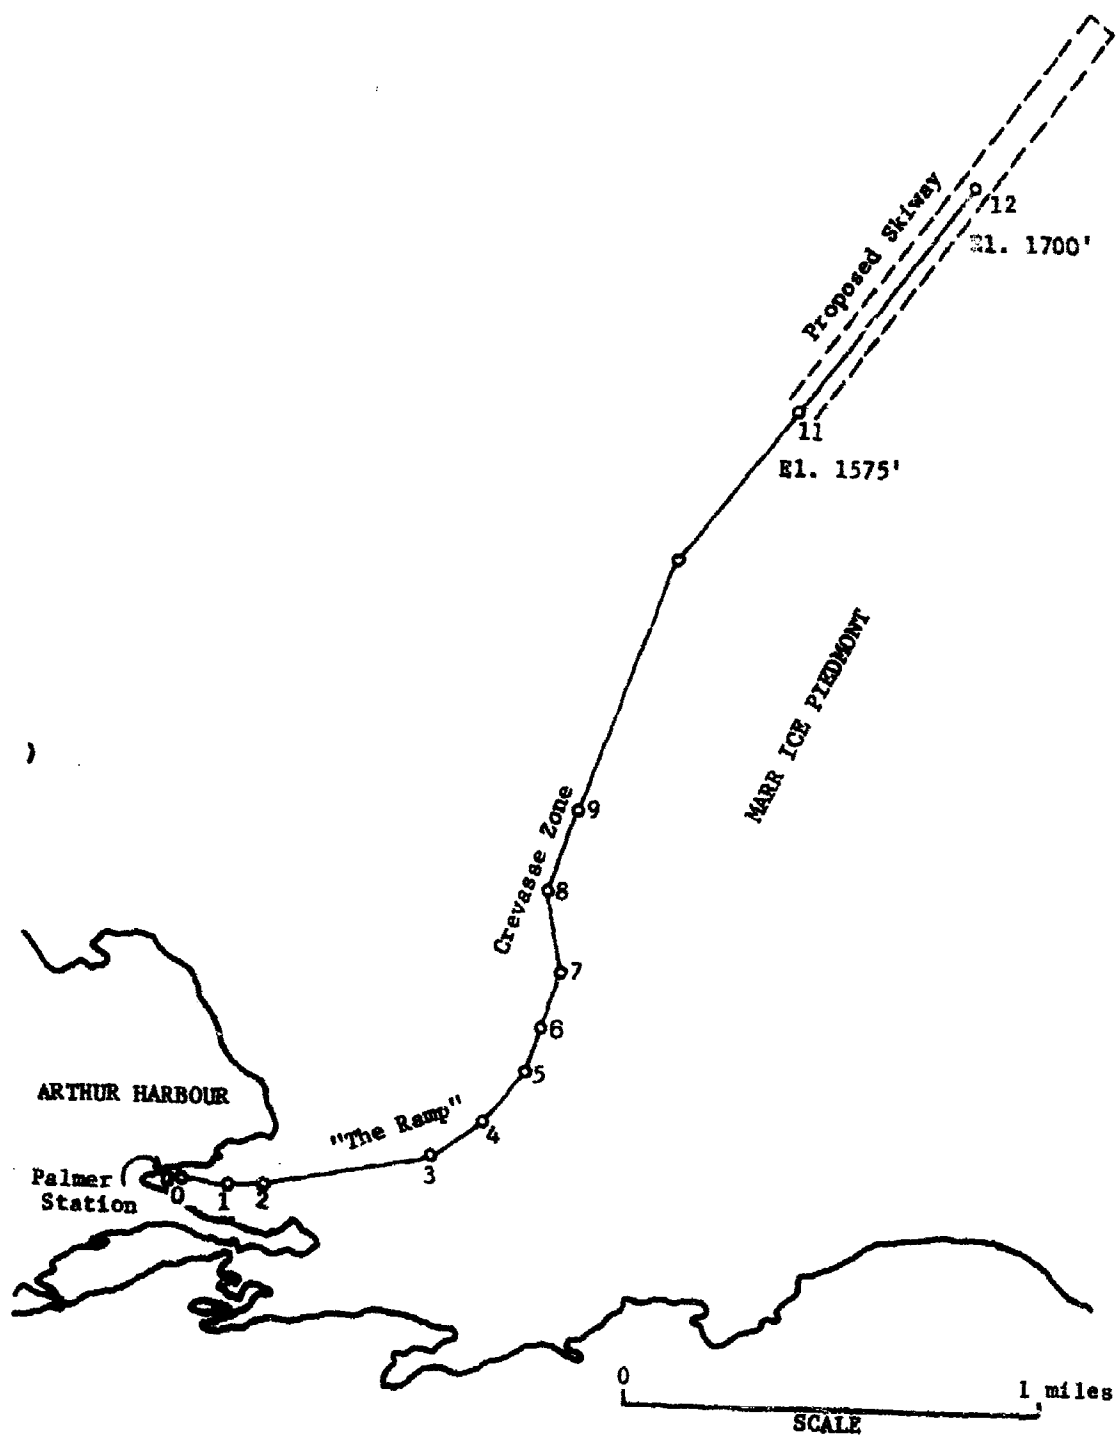 Proposed Skiway
12
El. 1700'
11
El. 1575'
MARR ICE PIEDMONT
Crevasse Zone
9
8
7
6
5
ARTHUR HARBOUR
"The Ramp"
4
3
Palmer
Station
0
1
2
0
1 miles
SCALE